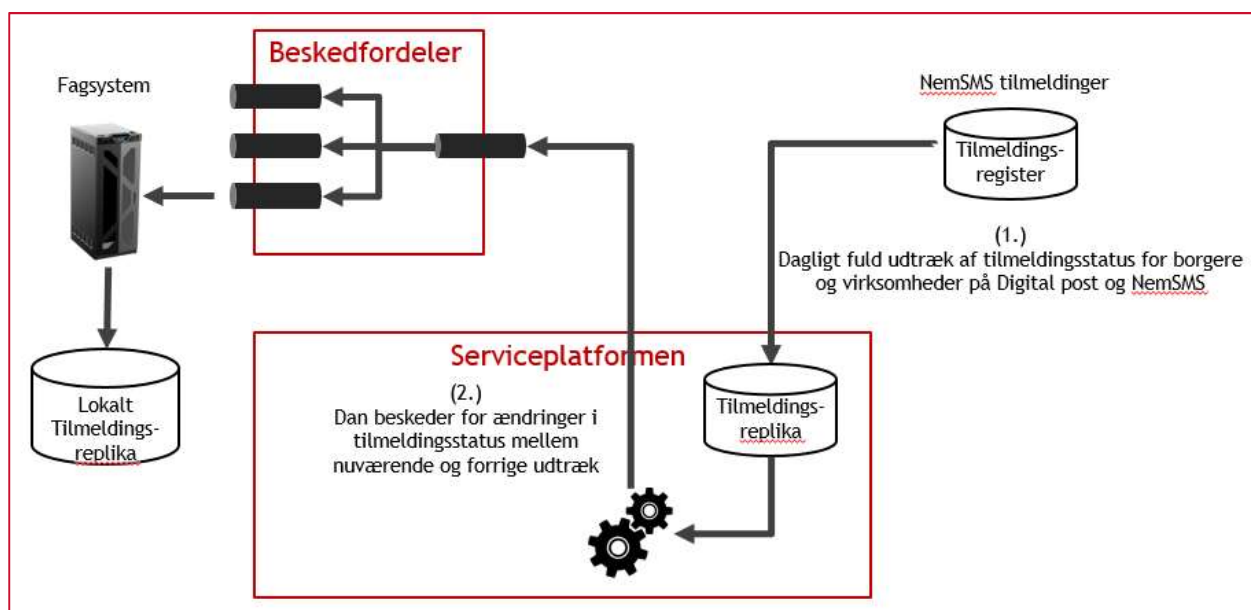 Beskedfordeler
Fagsystem
NemSMS tilmeldinger
Tilmeldings-
register
(1.)
Dagligt fuld udtræk af tilmeldingsstatus for borgere
og virksomheder på Digital post og NemSMS
Serviceplatformen
(2.)
Dan beskeder for ændringer i
tilmeldingsstatus mellem
nuværende og forrige udtræk
Tilmeldings-
replika
Lokalt
Tilmeldings-
replika